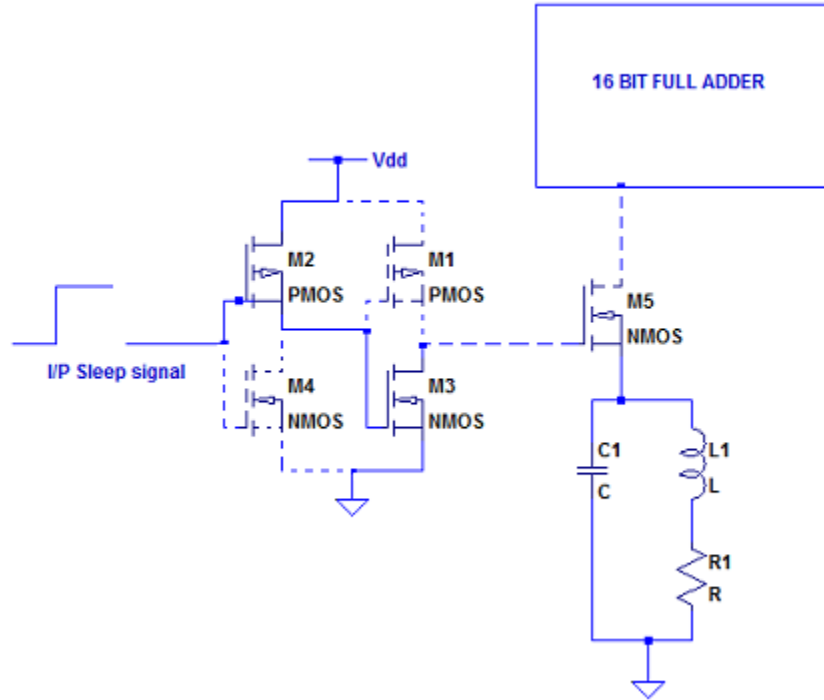 16 BIT FULL ADDER
Vdd
M2
PMOS
M1
PMOS
M5
NMOS
I/P Sleep signal
M4
NMOS
M3
NMOS
C1
C
L1
L
R1
R